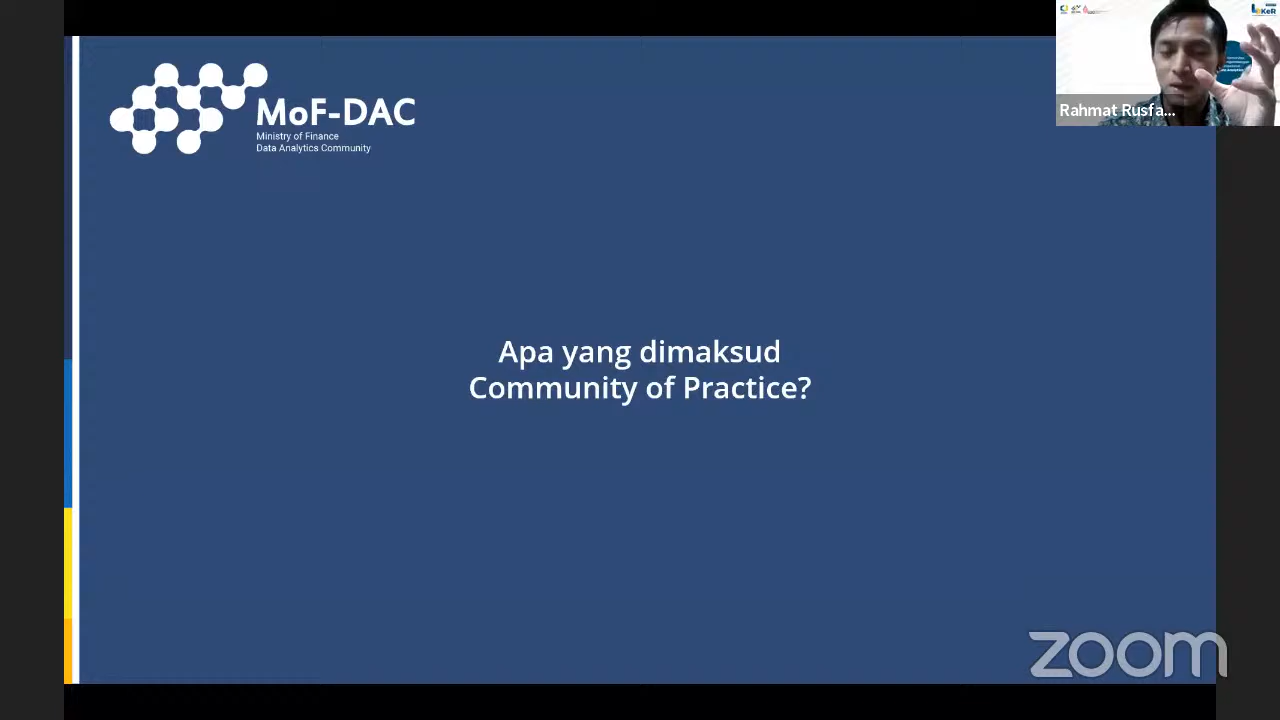 MoF-DAC
Ministry of Finance
Data Analytics Community
Rahmat Rusfa...
Apa yang dimaksud
Community of Practice?
zoom